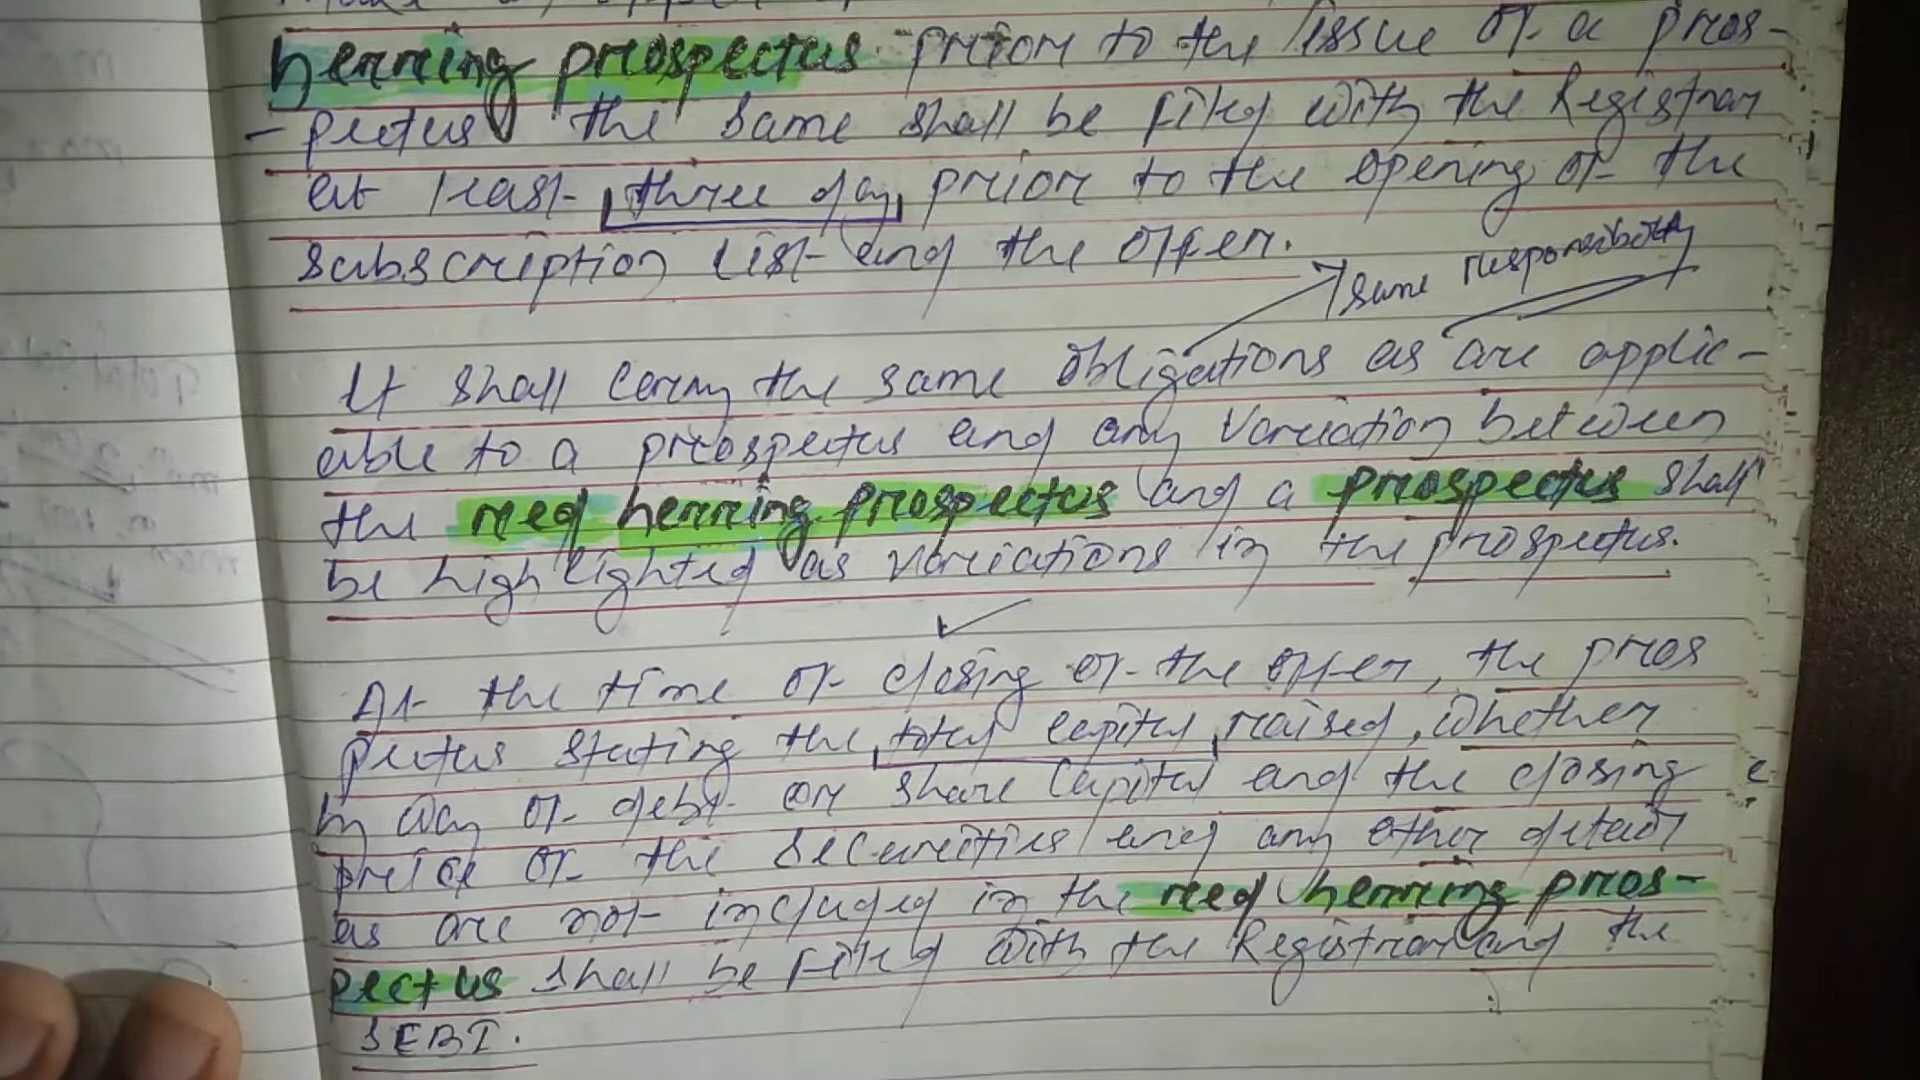 herring prospectus prior to the issue of a pros-
- pectus the same shall be filed with the Registrar
at least three day prior to the opening of the
subscription list and the offer.
same responsibility
It shall carry the same obligations as are applic-
able to a prospectus and any variation between
the red herring prospectus and a prospectus shall
be highlighted as variations in the prospectus.
At the time of closing of the offer, the pros
pectus stating the total capital raised, whether
by way of debt or share capital and the closing
price of the securities and any other details
as are not included in the red herring pros-
pectus shall be filed with the Registrar and the
SEBI.